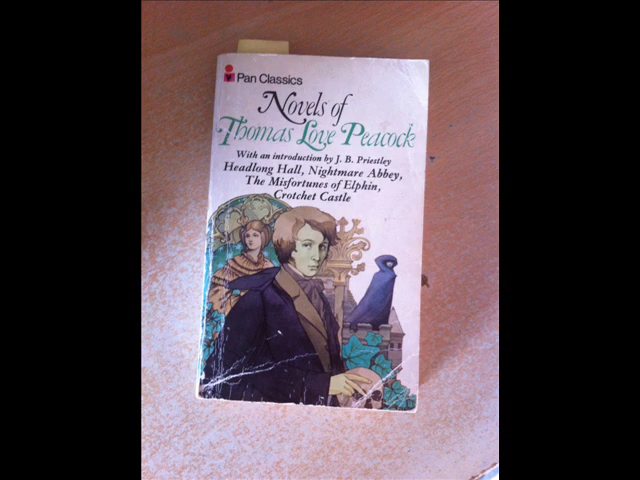 Pan Classics
Novels of
Thomas Love Peacock
With an introduction by J. B. Priestley
Headlong Hall, Nightmare Abbey,
The Misfortunes of Elphin,
Crotchet Castle